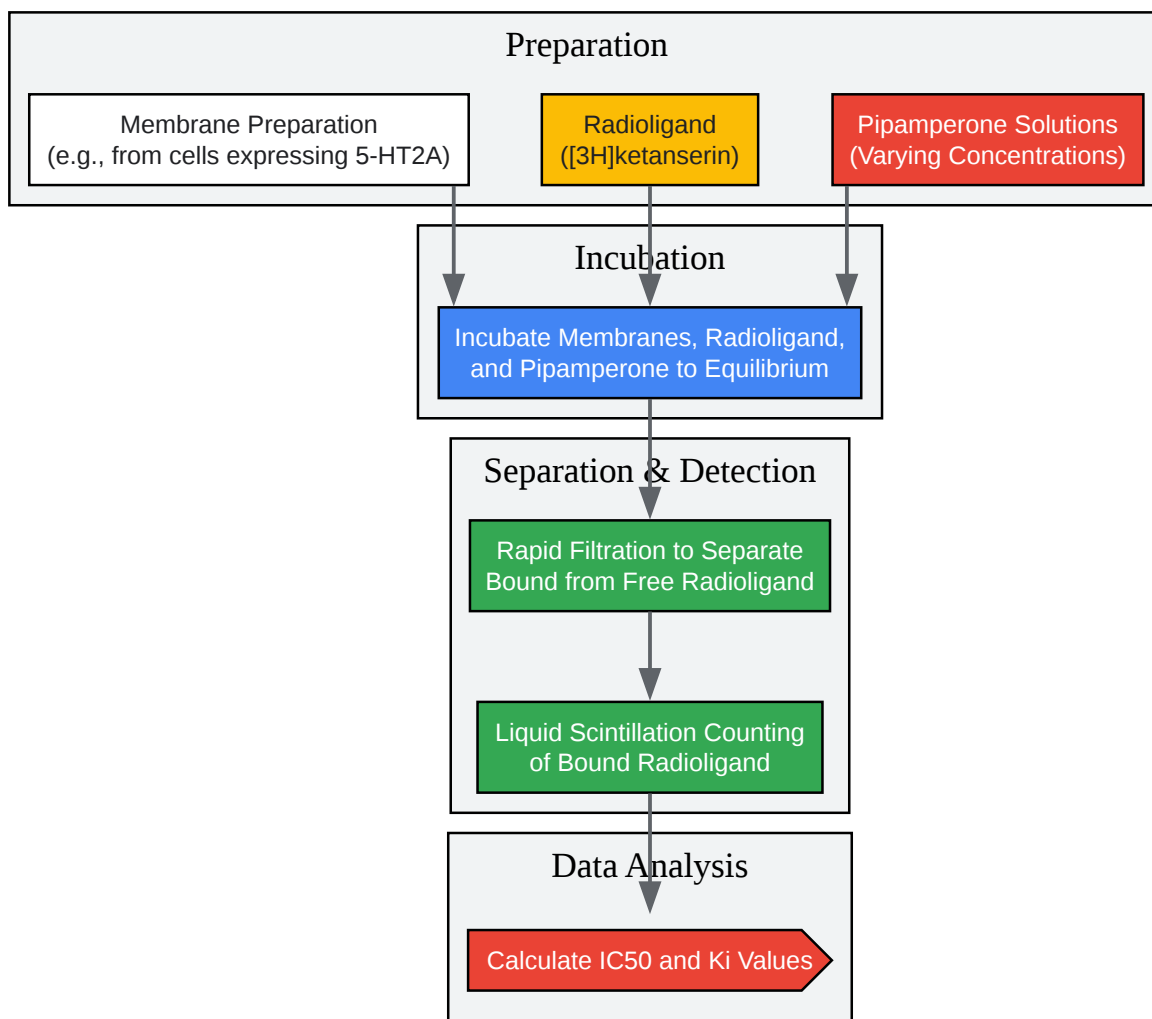 Preparation
Membrane Preparation
(e.g., from cells expressing 5-HT2A)
Radioligand
([3H]ketanserin)
Pipamperone Solutions
(Varying Concentrations)
Incubation
Incubate Membranes, Radioligand,
and Pipamperone to Equilibrium
Separation & Detection
Rapid Filtration to Separate
Bound from Free Radioligand
Liquid Scintillation Counting
of Bound Radioligand
Data Analysis
Calculate IC50 and Ki Values